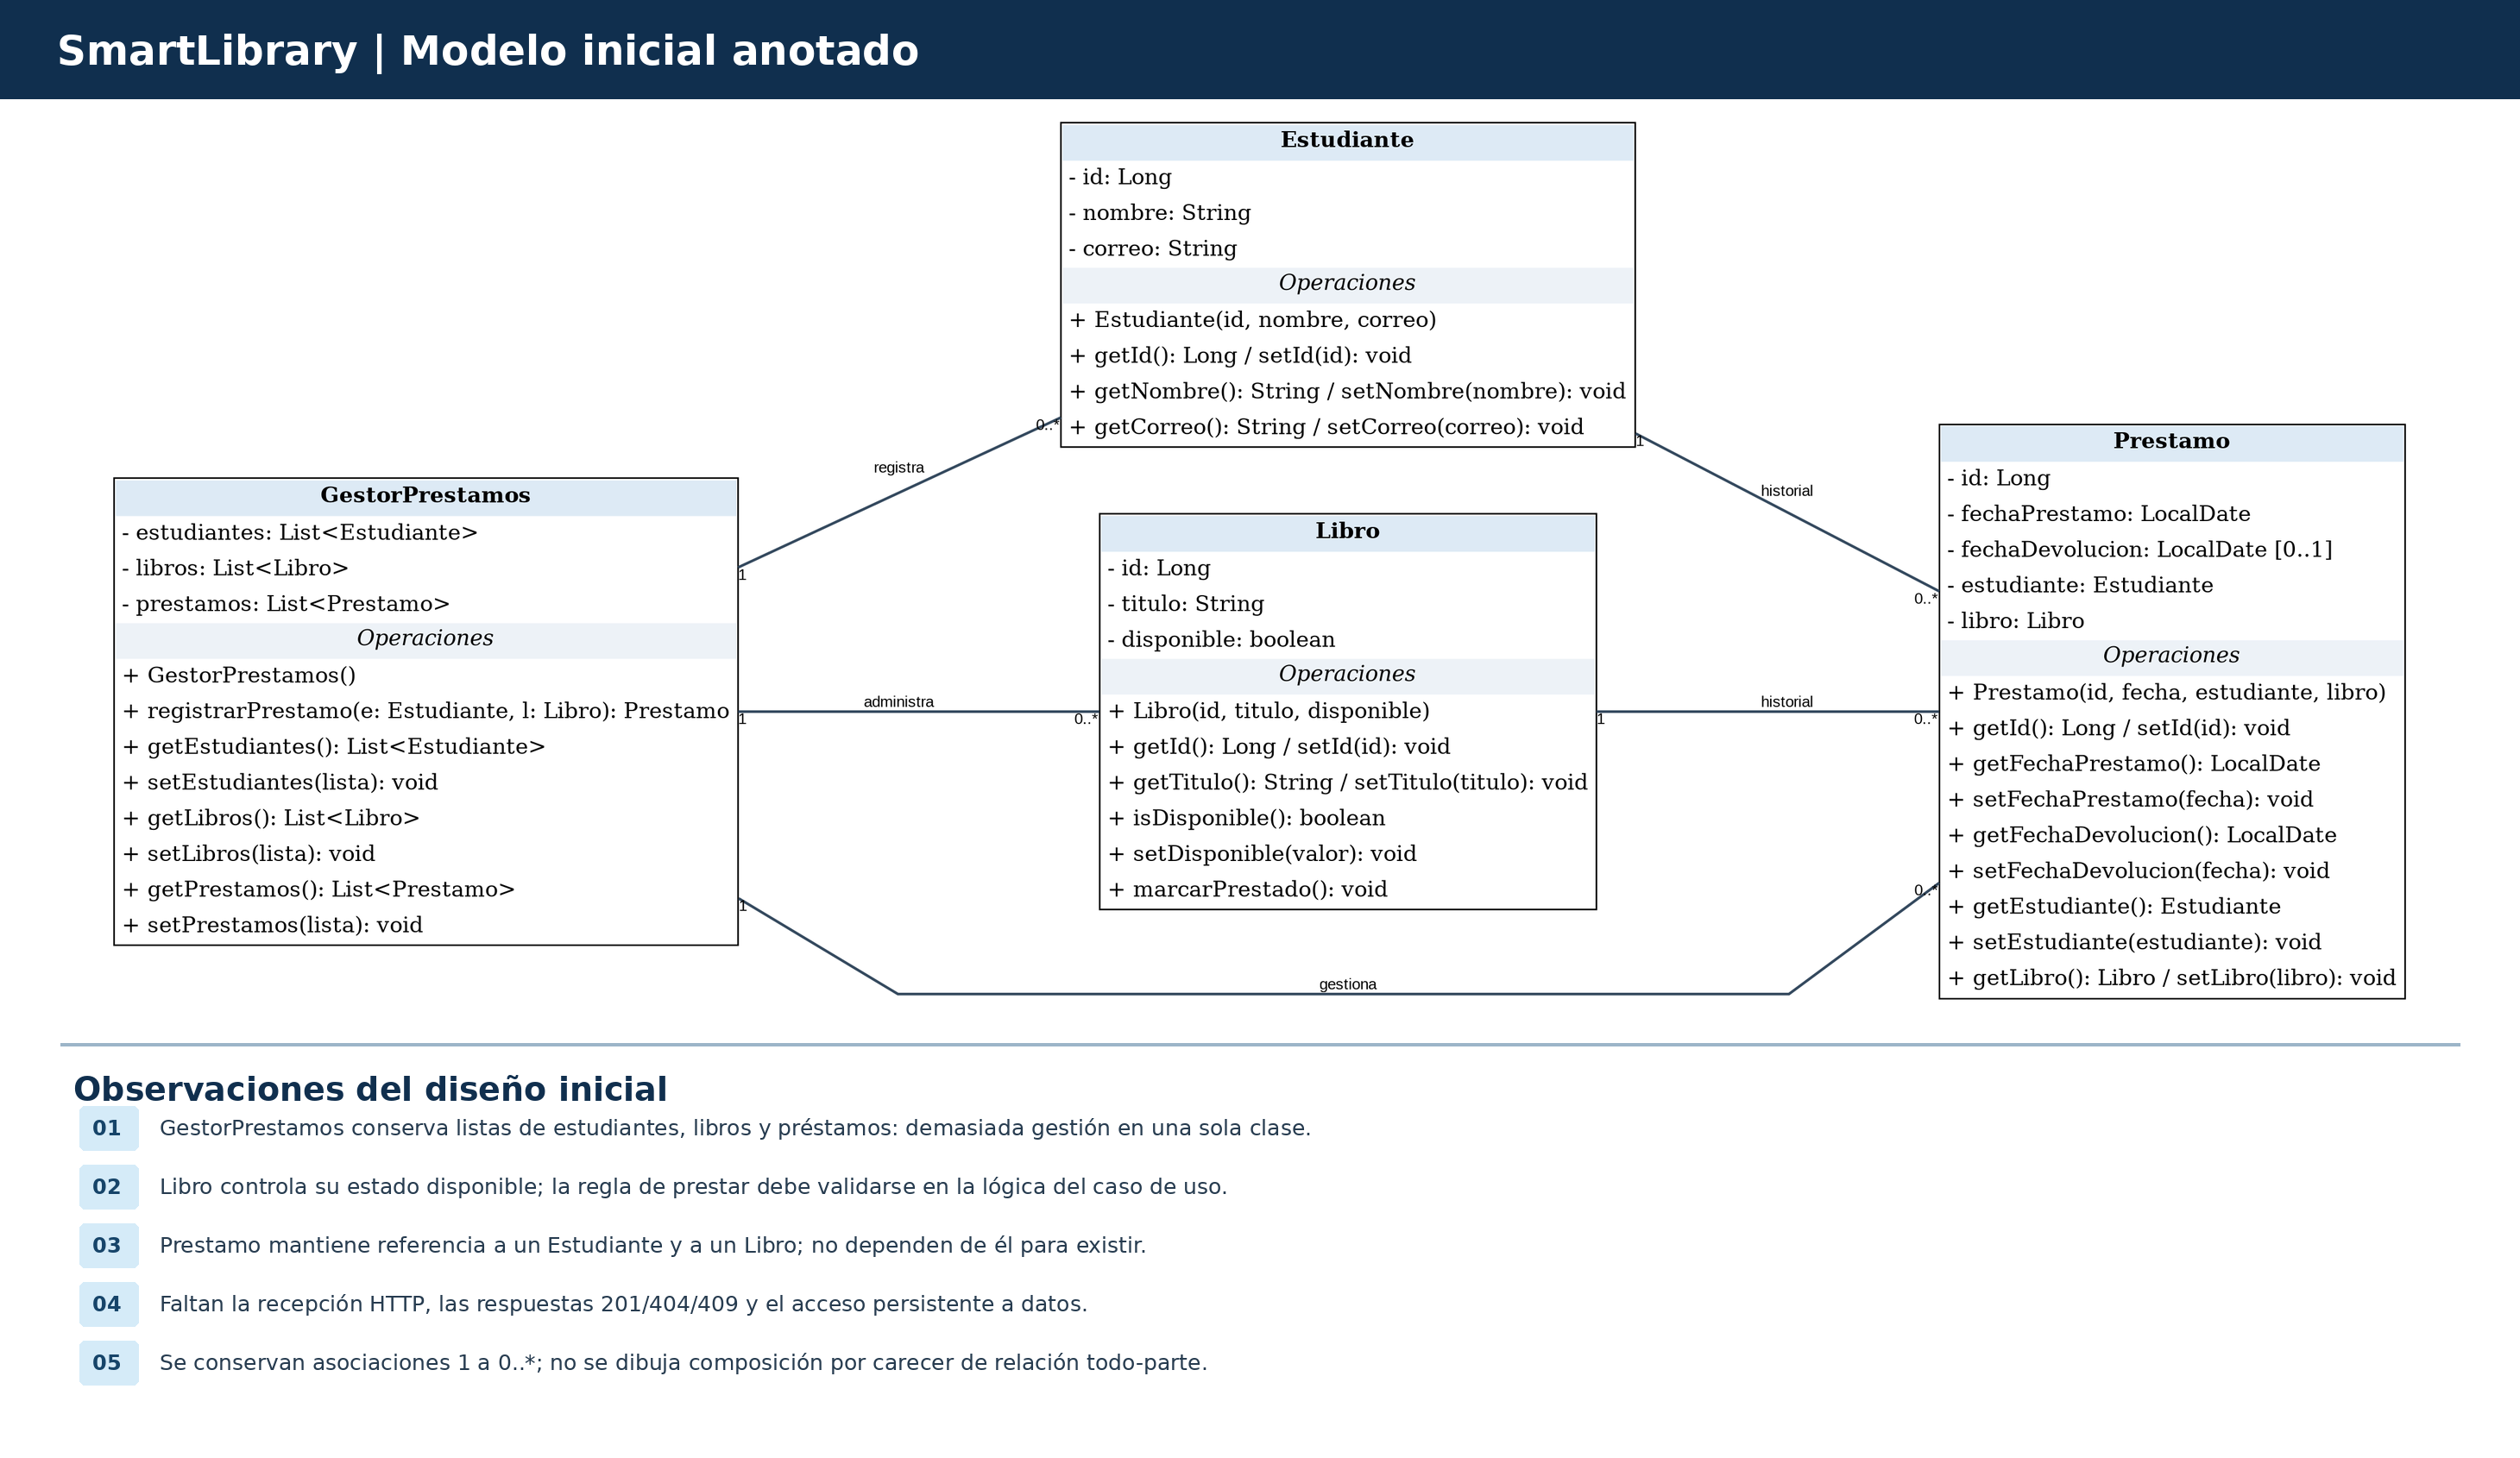 SmartLibrary | Modelo inicial anotado
Estudiante
- id: Long
- nombre: String
- correo: String
Operaciones
+ Estudiante(id, nombre, correo)
+ getId(): Long / setId(id): void
+ getNombre(): String / setNombre(nombre): void
+ getCorreo(): String / setCorreo(correo): void
0..*
1
registra
1
historial
0..*
GestorPrestamos
- estudiantes: List<Estudiante>
- libros: List<Libro>
- prestamos: List<Prestamo>
Operaciones
+ GestorPrestamos()
+ registrarPrestamo(e: Estudiante, l: Libro): Prestamo
+ getEstudiantes(): List<Estudiante>
+ setEstudiantes(lista): void
+ getLibros(): List<Libro>
+ setLibros(lista): void
+ getPrestamos(): List<Prestamo>
+ setPrestamos(lista): void
1
administra
0..*
Libro
- id: Long
- titulo: String
- disponible: boolean
Operaciones
+ Libro(id, titulo, disponible)
+ getId(): Long / setId(id): void
+ getTitulo(): String / setTitulo(titulo): void
+ isDisponible(): boolean
+ setDisponible(valor): void
+ marcarPrestado(): void
1
historial
0..*
Prestamo
- id: Long
- fechaPrestamo: LocalDate
- fechaDevolucion: LocalDate [0..1]
- estudiante: Estudiante
- libro: Libro
Operaciones
+ Prestamo(id, fecha, estudiante, libro)
+ getId(): Long / setId(id): void
+ getFechaPrestamo(): LocalDate
+ setFechaPrestamo(fecha): void
+ getFechaDevolucion(): LocalDate
+ setFechaDevolucion(fecha): void
+ getEstudiante(): Estudiante
+ setEstudiante(estudiante): void
+ getLibro(): Libro / setLibro(libro): void
1
gestiona
0..*
Observaciones del diseño inicial
01 GestorPrestamos conserva listas de estudiantes, libros y préstamos: demasiada gestión en una sola clase.
02 Libro controla su estado disponible; la regla de prestar debe validarse en la lógica del caso de uso.
03 Prestamo mantiene referencia a un Estudiante y a un Libro; no dependen de él para existir.
04 Faltan la recepción HTTP, las respuestas 201/404/409 y el acceso persistente a datos.
05 Se conservan asociaciones 1 a 0..*; no se dibuja composición por carecer de relación todo-parte.